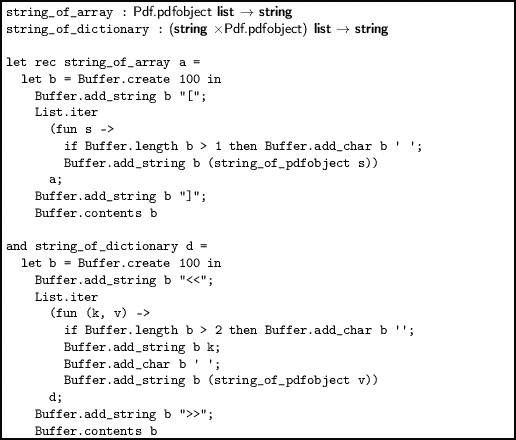 string_of_array : Pdf.pdfobject list → string
string_of_dictionary : (string ×Pdf.pdfobject) list → string

let rec string_of_array a =
  let b = Buffer.create 100 in
    Buffer.add_string b "[";
    List.iter
      (fun s ->
        if Buffer.length b > 1 then Buffer.add_char b ' ';
        Buffer.add_string b (string_of_pdfobject s))
      a;
    Buffer.add_string b "]";
    Buffer.contents b

and string_of_dictionary d =
  let b = Buffer.create 100 in
    Buffer.add_string b "<<";
    List.iter
      (fun (k, v) ->
        if Buffer.length b > 2 then Buffer.add_char b '';
        Buffer.add_string b k;
        Buffer.add_char b ' ';
        Buffer.add_string b (string_of_pdfobject v))
      d;
    Buffer.add_string b ">>";
    Buffer.contents b